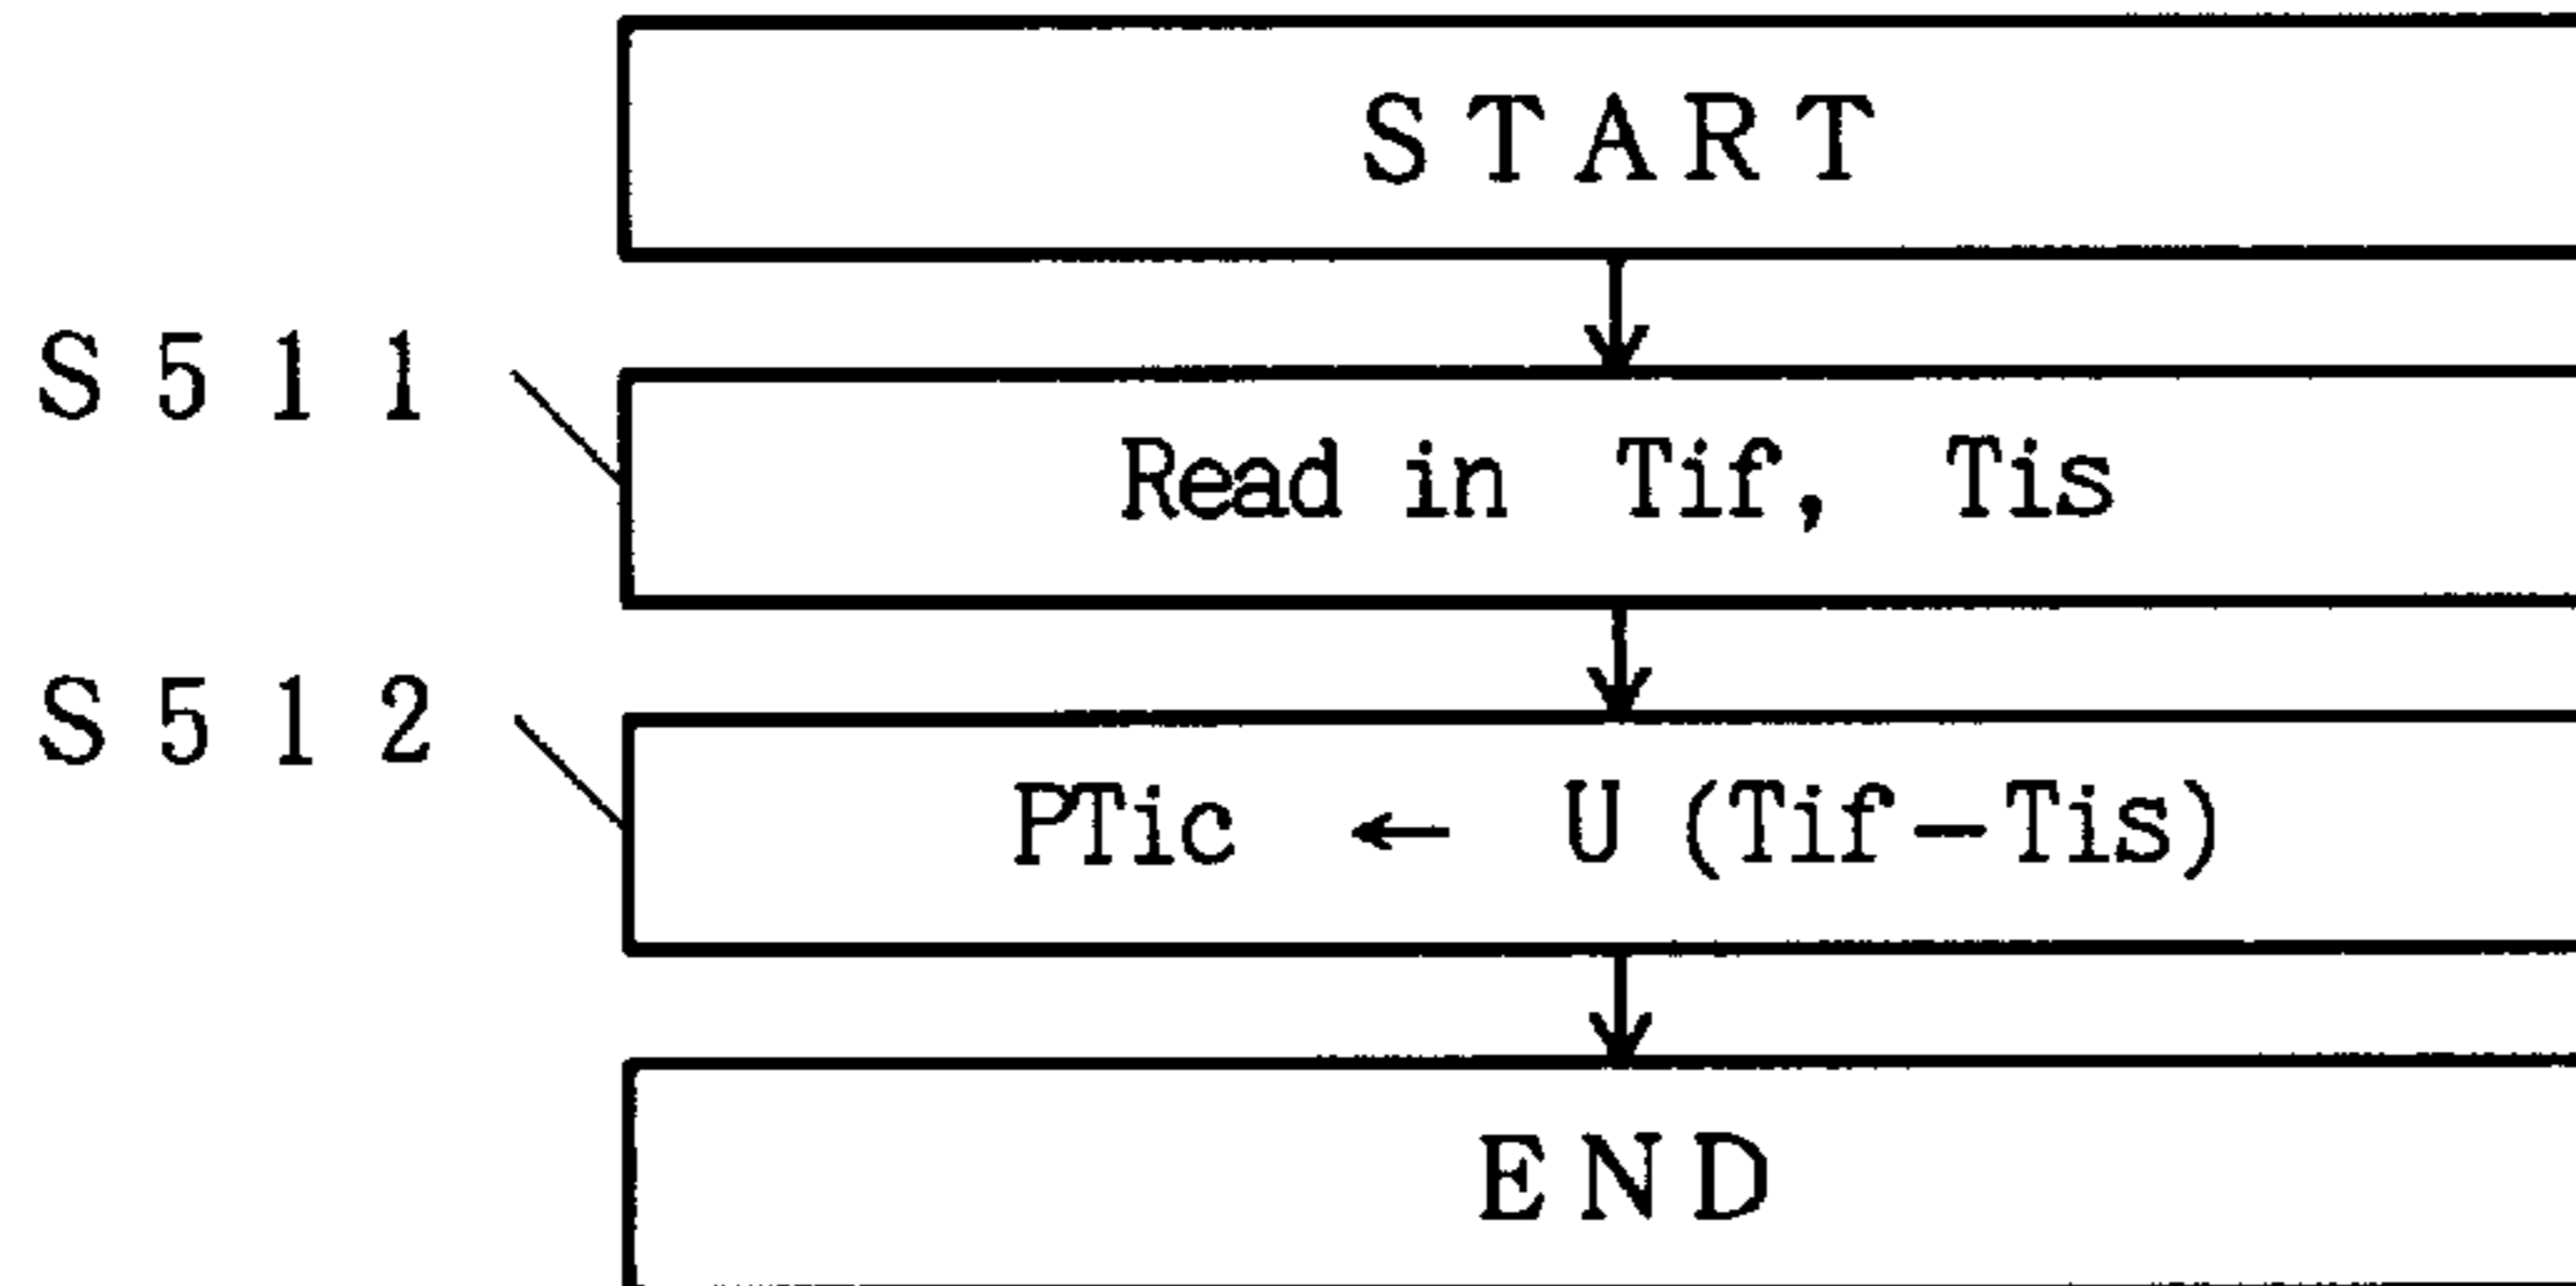 START
S511
Read in Tif, Tis
S512
PTic ← U (Tif-Tis)
END